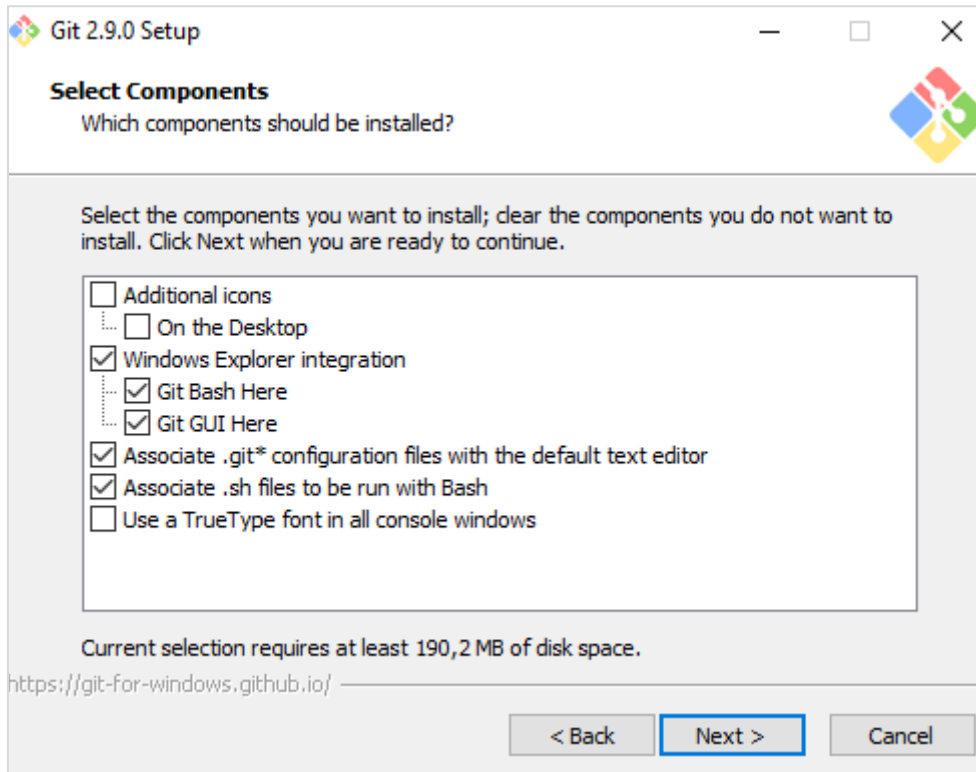 Git 2.9.0 Setup
Select Components
Which components should be installed?
Select the components you want to install; clear the components you do not want to
install. Click Next when you are ready to continue.
Additional icons
On the Desktop
Windows Explorer integration
Git Bash Here
Git GUI Here
Associate .git* configuration files with the default text editor
Associate .sh files to be run with Bash
Use a TrueType font in all console windows
Current selection requires at least 190,2 MB of disk space.
https://git-for-windows.github.io/
< Back
Next >
Cancel